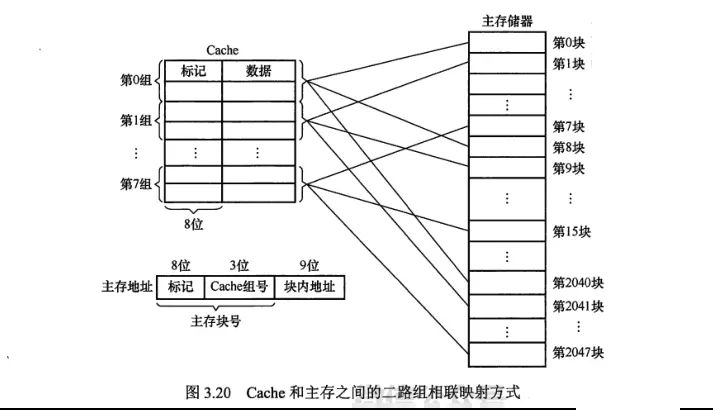 主存储器
Cache
标记 数据
第0组
第1组
⋮ ⋮ ⋮
第7组
8位
第0块
第1块
⋮ ⋮
第7块
第8块
第9块
⋮ ⋮
第15块
⋮
第2040块
第2041块
⋮ ⋮
第2047块
8位 3位 9位
主存地址 标记 Cache组号 块内地址
主存块号
图 3.20 Cache 和主存之间的二路组相联映射方式